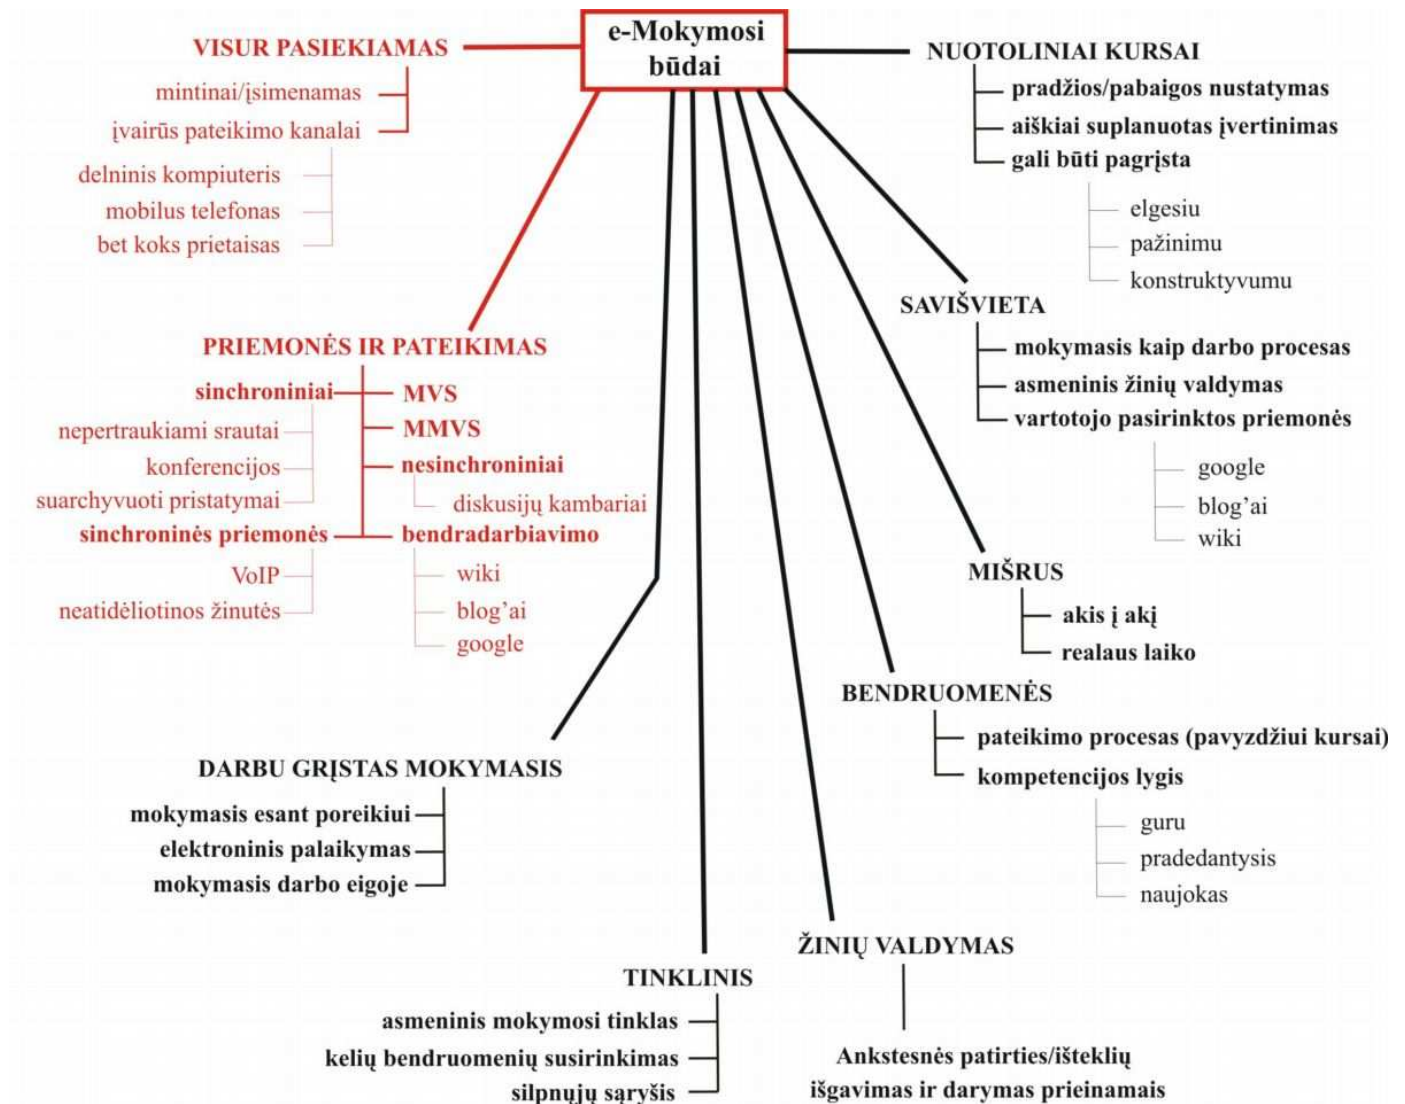 e-Mokymosi
būdai
VISUR PASIEKIAMAS
mintinai/įsimenamas
įvairūs pateikimo kanalai
delninis kompiuteris
mobilus telefonas
bet koks prietaisas
PRIEMONĖS IR PATEIKIMAS
sinchroniniai
nepertraukiami srautai
konferencijos
suarchyvuoti pristatymai
sinchroninės priemonės
VoIP
neatidėliotinos žinutės
MVS
MMVS
nesinchroniniai
diskusijų kambariai
bendradarbiavimo
wiki
blog’ai
google
DARBU GRĮSTAS MOKYMASIS
mokymasis esant poreikiui
elektroninis palaikymas
mokymasis darbo eigoje
TINKLINIS
asmeninis mokymosi tinklas
kelių bendruomenių susirinkimas
silpnųjų sąryšis
ŽINIŲ VALDYMAS
Ankstesnės patirties/išteklių
išgavimas ir darymas prieinamais
BENDRUOMENĖS
pateikimo procesas (pavyzdžiui kursai)
kompetencijos lygis
guru
pradedantysis
naujokas
MIŠRUS
akis į akį
realaus laiko
SAVIŠVIETA
mokymasis kaip darbo procesas
asmeninis žinių valdymas
vartotojo pasirinktos priemonės
google
blog’ai
wiki
NUOTOLINIAI KURSAI
pradžios/pabaigos nustatymas
aiškiai suplanuotas įvertinimas
gali būti pagrįsta
elgesiu
pažinimu
konstruktyvumu